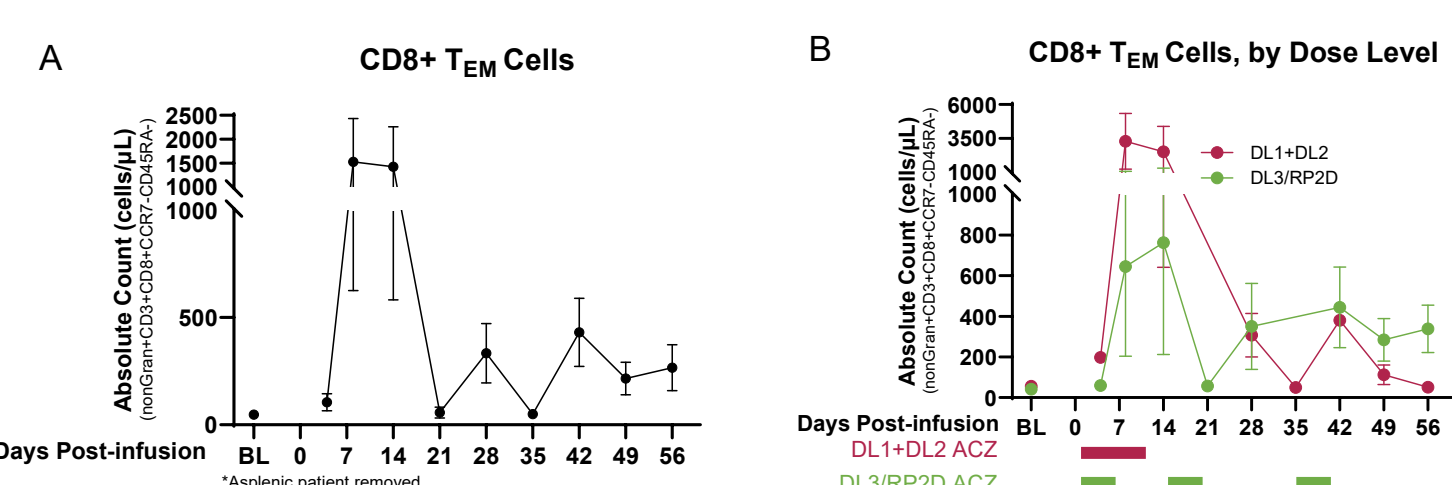 A
CD8+ TEM Cells
Absolute Count (cells/µL)
(nonGran+CD3+CD8+CCR7-CD45RA-)
2500
2000
1500
1000
1000
500
0
Days Post-infusion BL 0 7 14 21 28 35 42 49 56
*Asplenic patient removed
B
CD8+ TEM Cells, by Dose Level
Absolute Count (cells/µL)
(nonGran+CD3+CD8+CCR7-CD45RA-)
6000
3500
1000
1000
800
600
400
200
0
DL1+DL2
DL3/RP2D
Days Post-infusion BL 0 7 14 21 28 35 42 49 56
DL1+DL2 ACZ
DL3/RP2D ACZ